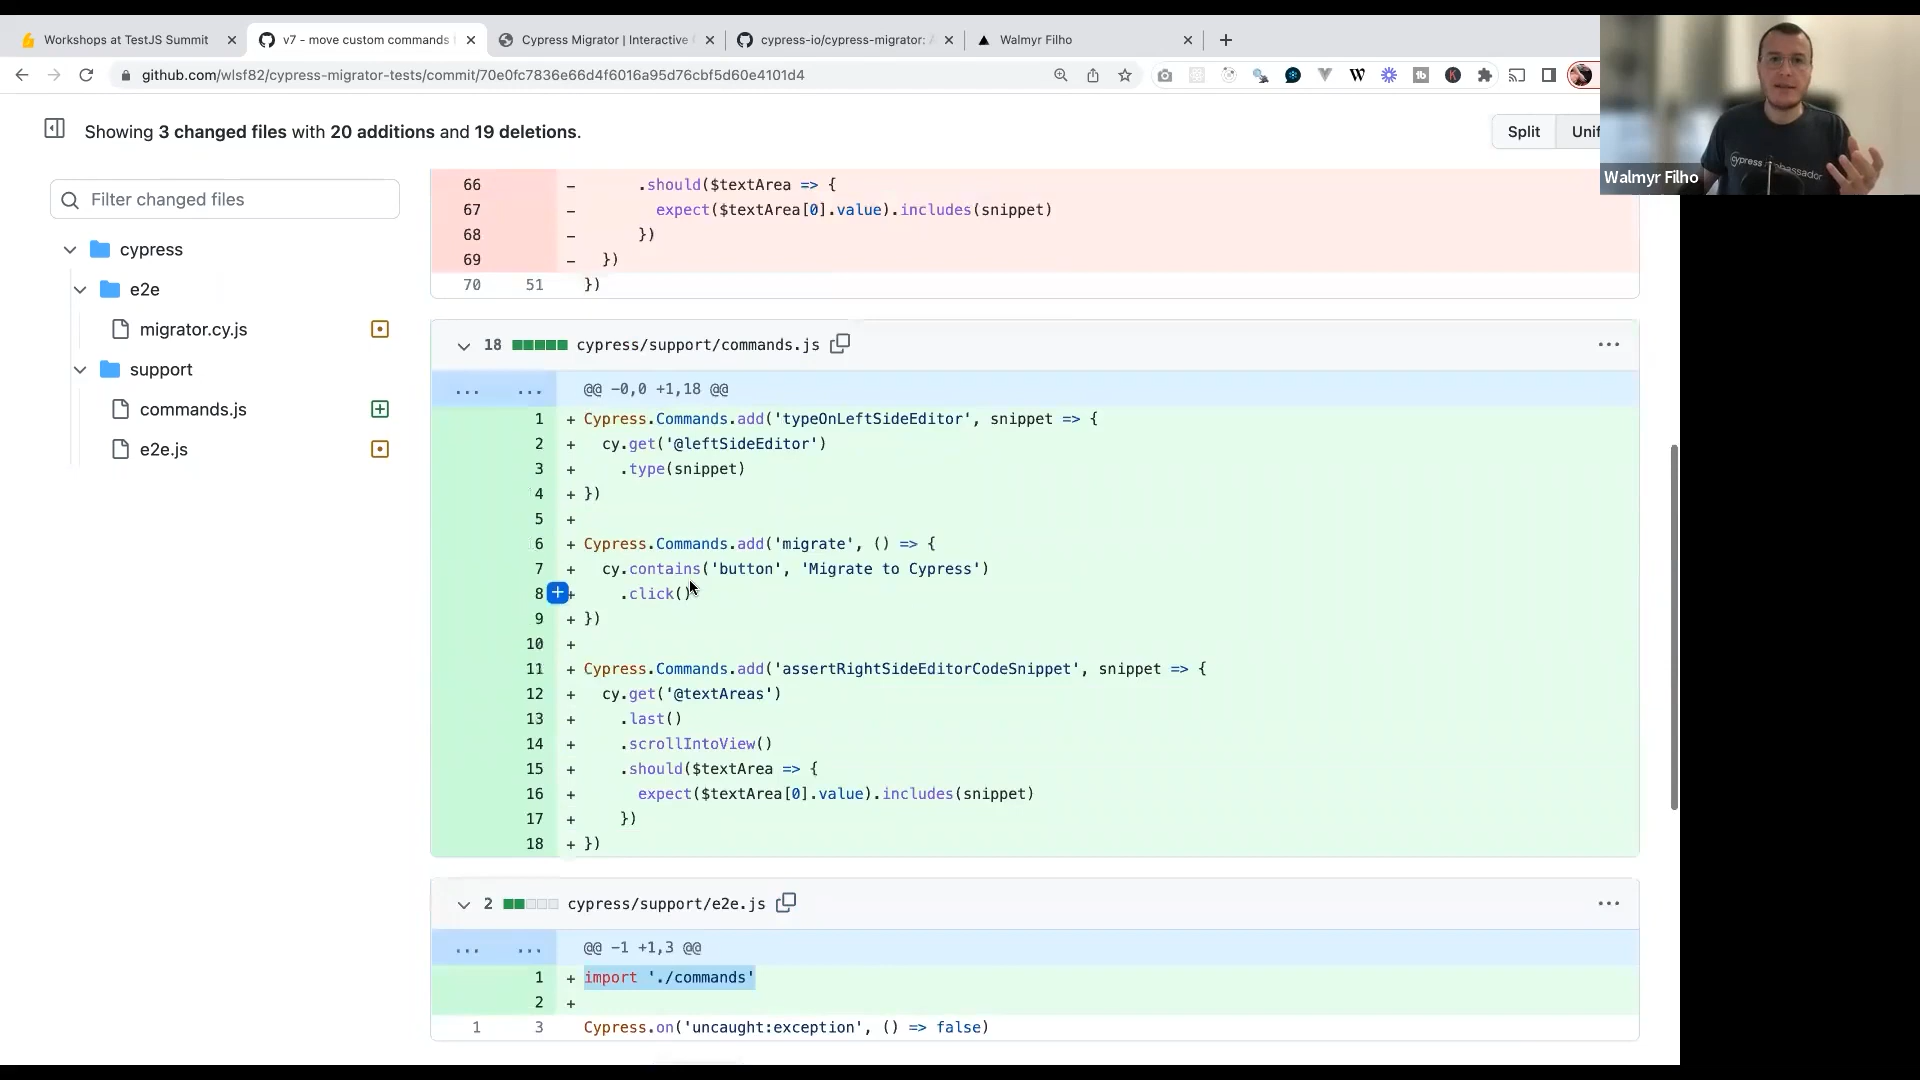 Workshops at TestJS Summit
v7 - move custom commands
Cypress Migrator | Interactive
cypress-io/cypress-migrator:
Walmyr Filho
github.com/wlsf82/cypress-migrator-tests/commit/70e0fc7836e66d4f6016a95d76cbf5d60e4101d4
Showing 3 changed files with 20 additions and 19 deletions.
Split
Unif
cypress
Walmyr Filho
Filter changed files
cypress
e2e
migrator.cy.js
support
commands.js
e2e.js
66 - .should($textArea => {
67 - expect($textArea[0].value).includes(snippet)
68 - })
69 - })
70 51 })
18 cypress/support/commands.js
... ... @@ -0,0 +1,18 @@
1 + Cypress.Commands.add('typeOnLeftSideEditor', snippet => {
2 + cy.get('@leftSideEditor')
3 + .type(snippet)
4 + })
5 +
6 + Cypress.Commands.add('migrate', () => {
7 + cy.contains('button', 'Migrate to Cypress')
8 + .click()
9 + })
10 +
11 + Cypress.Commands.add('assertRightSideEditorCodeSnippet', snippet => {
12 + cy.get('@textAreas')
13 + .last()
14 + .scrollIntoView()
15 + .should($textArea => {
16 + expect($textArea[0].value).includes(snippet)
17 + })
18 + })
2 cypress/support/e2e.js
... ... @@ -1 +1,3 @@
1 + import './commands'
2 +
1 3 Cypress.on('uncaught:exception', () => false)